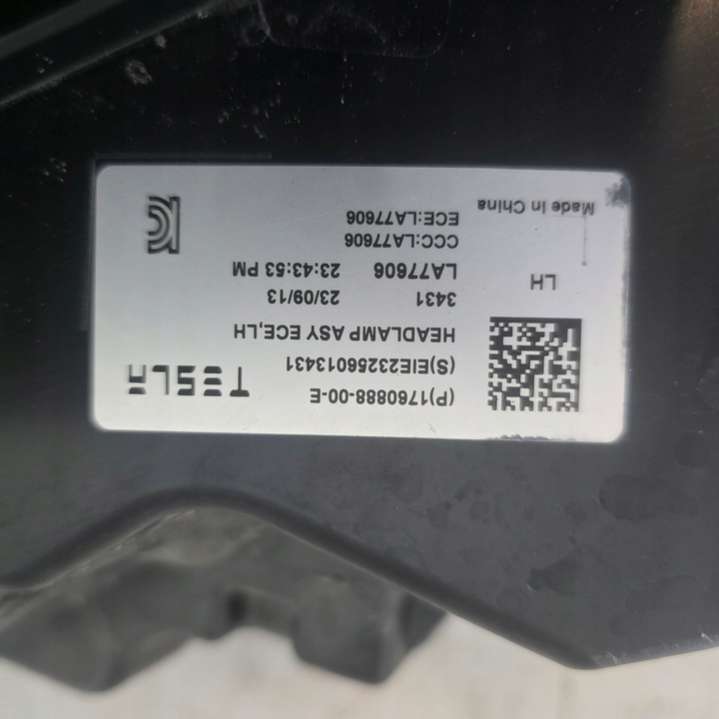 TESLA
(P)1760888-00-E
(S)EIE23256013431
HEADLAMP ASY ECE,LH
3431 23/09/13
LA77606 23:43:53 PM
CCC:LA77606
ECE:LA77606
LH
Made in China